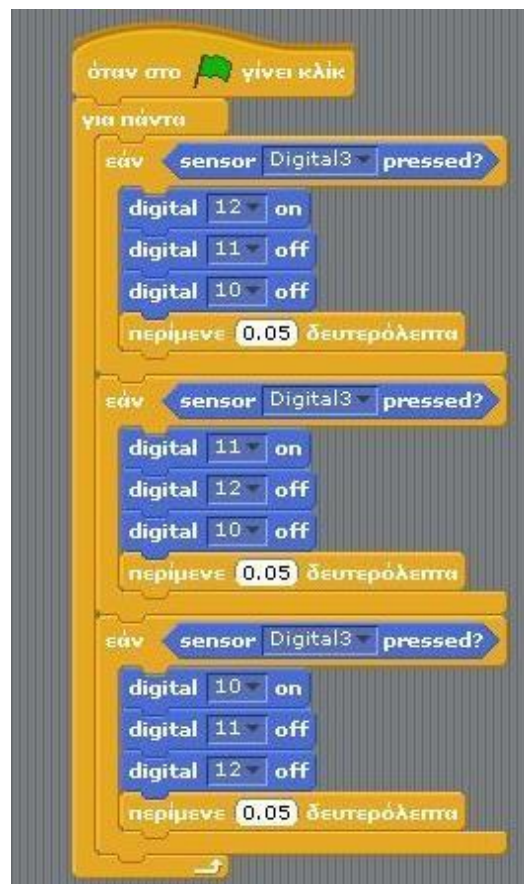 όταν στο γίνει κλίκ
για πάντα
εάν sensor Digital3 pressed?
digital 12 on
digital 11 off
digital 10 off
περίμενε 0.05 δευτερόλεπτα
εάν sensor Digital3 pressed?
digital 11 on
digital 12 off
digital 10 off
περίμενε 0.05 δευτερόλεπτα
εάν sensor Digital3 pressed?
digital 10 on
digital 11 off
digital 12 off
περίμενε 0.05 δευτερόλεπτα